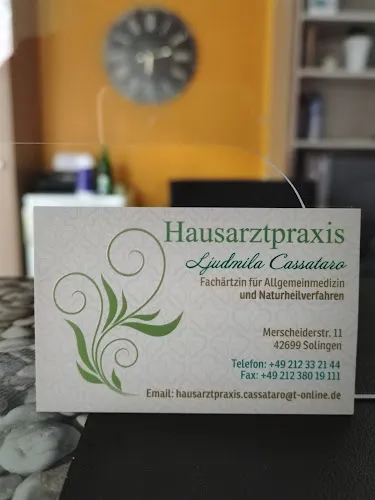 Hausarztpraxis
Ljudmila Cassataro
Fachärtzin für Allgemeinmedizin
und Naturheilverfahren
Merscheiderstr. 11
42699 Solingen
Telefon: +49 212 33 21 44
Fax: +49 212 380 19 111
Email: hausarztpraxis.cassataro@t-online.de